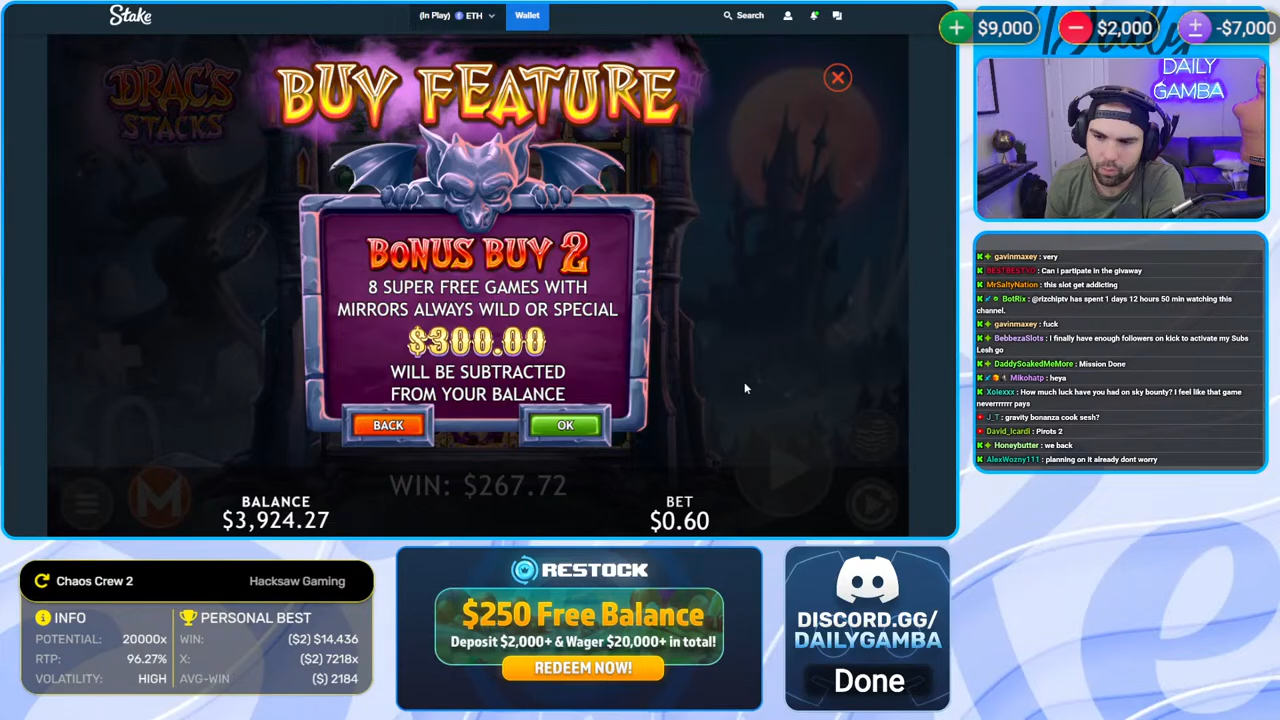 Stake
(In Play) ETH
Wallet
Search
$9,000
$2,000
-$7,000
DRAC'S
STACKS
BUY FEATURE
BONUS BUY 2
8 SUPER FREE GAMES WITH
MIRRORS ALWAYS WILD OR SPECIAL
$300.00
WILL BE SUBTRACTED
FROM YOUR BALANCE
BACK
OK
WIN: $267.72
BALANCE
$3,924.27
BET
$0.60
DAILY
GAMBA
gavinmaxey : very
BESTBESTYD : Can i partipate in the givaway
MrSaltyNation : this slot get addicting
BotRix : @rizchiptv has spent 1 days 12 hours 50 min watching this
channel.
gavinmaxey : fuck
BebbezaSlots : I finally have enough followers on kick to activate my Subs
Lesh go
DaddySoakedMeMore : Mission Done
Mikohatp : heya
Xolexxx : How much luck have you had on sky bounty? I feel like that game
neverrrrrrr pays
J_T : gravity bonanza cook sesh?
David_Icardi : Pirots 2
Honeybutter : we back
AlexWozny111 : planning on it already dont worry
Chaos Crew 2
Hacksaw Gaming
INFO
POTENTIAL: 20000x
RTP: 96.27%
VOLATILITY: HIGH
PERSONAL BEST
WIN: ($2) $14.436
X: ($2) 7218x
AVG-WIN ($) 2184
RESTOCK
$250 Free Balance
Deposit $2,000+ & Wager $20,000+ in total!
REDEEM NOW!
DISCORD.GG/
DAILYGAMBA
Done